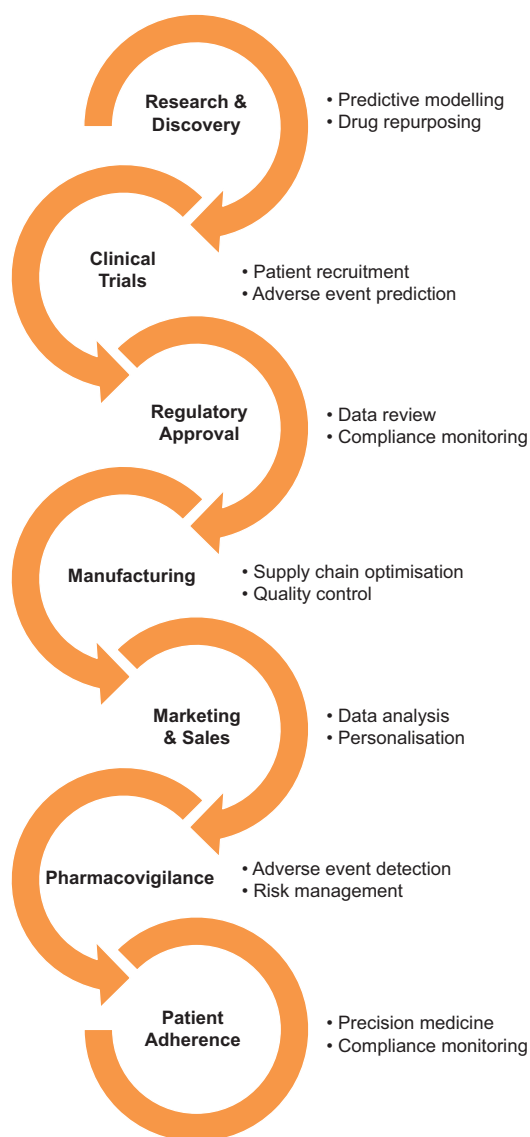 Research &
Discovery
• Predictive modelling
• Drug repurposing
Clinical
Trials
• Patient recruitment
• Adverse event prediction
Regulatory
Approval
• Data review
• Compliance monitoring
Manufacturing
• Supply chain optimisation
• Quality control
Marketing
& Sales
• Data analysis
• Personalisation
Pharmacovigilance
• Adverse event detection
• Risk management
Patient
Adherence
• Precision medicine
• Compliance monitoring